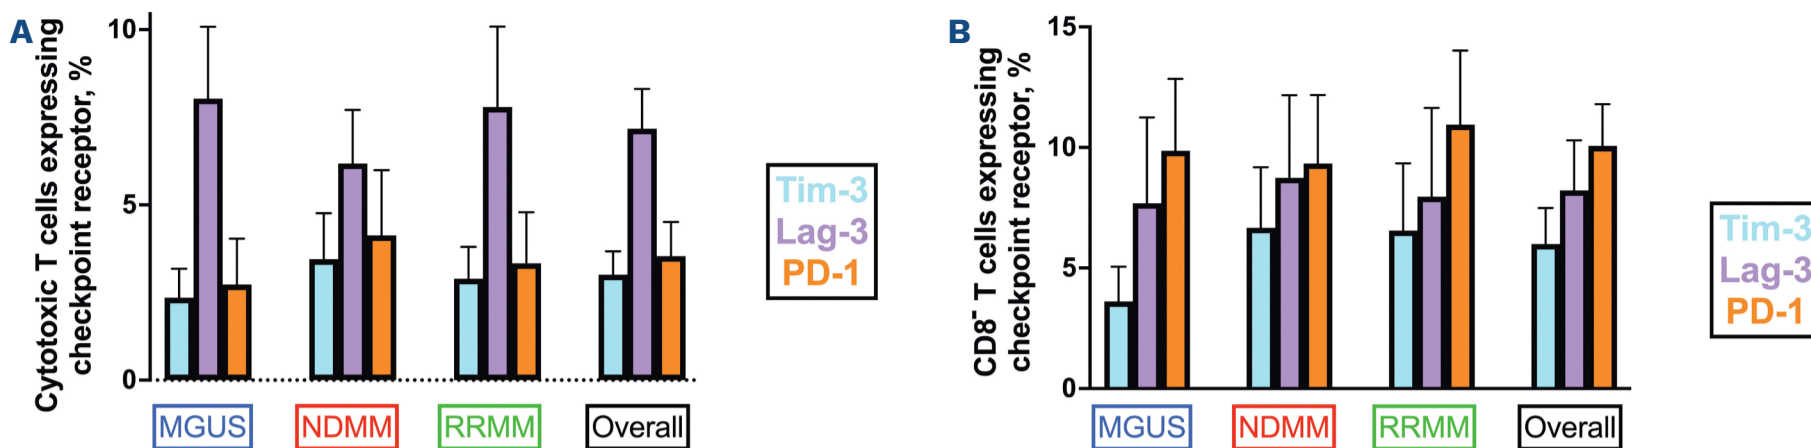 A
Cytotoxic T cells expressing
checkpoint receptor, %
10
5
0
MGUS
NDMM
RRMM
Overall
Tim-3
Lag-3
PD-1
B
CD8⁻ T cells expressing
checkpoint receptor, %
15
10
5
0
MGUS
NDMM
RRMM
Overall
Tim-3
Lag-3
PD-1